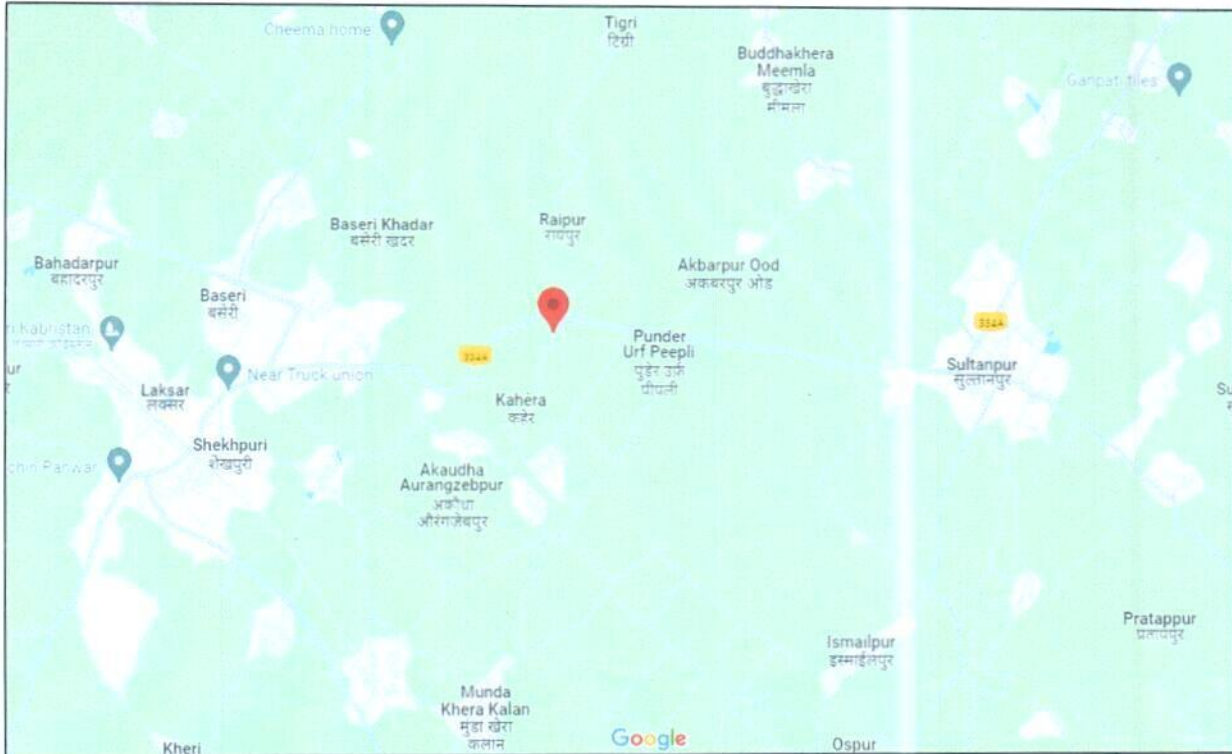 Cheema home
Tigri
टिग्री
Buddhakhera
Meemla
बुद्धाखेरा
मीमला
Ganpati tiles
Baseri Khadar
बसेरी खदर
Raipur
रायपुर
Bahadarpur
बहादरपुर
Akbarpur Ood
अकबरपुर ओड
Baseri
बसेरी
Kabristan
334A
334A
Punder
Urf Peepli
पुंडेर उर्फ
पीपली
Near Truck union
Sultanpur
सुल्तानपुर
Laksar
लक्सर
Kahera
कहेर
Shekhpuri
शेखपुरी
chin Panwar
Akaudha
Aurangzebpur
अकौधा
औरंगज़ेबपुर
Pratappur
प्रतापपुर
Ismailpur
इस्माईलपुर
Munda
Khera Kalan
मुंडा खेरा
कलान
Kheri
Google
Ospur